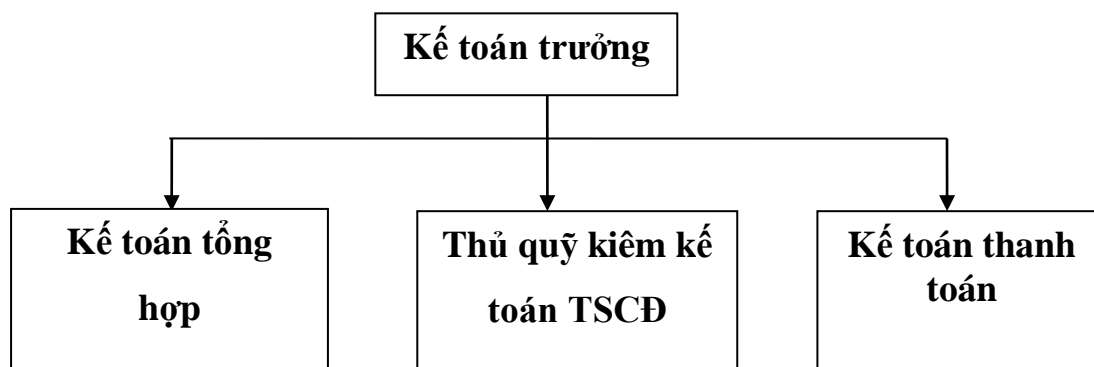 Kế toán trưởng
Kế toán tổng
hợp
Thủ quỹ kiêm kế
toán TSCĐ
Kế toán thanh
toán